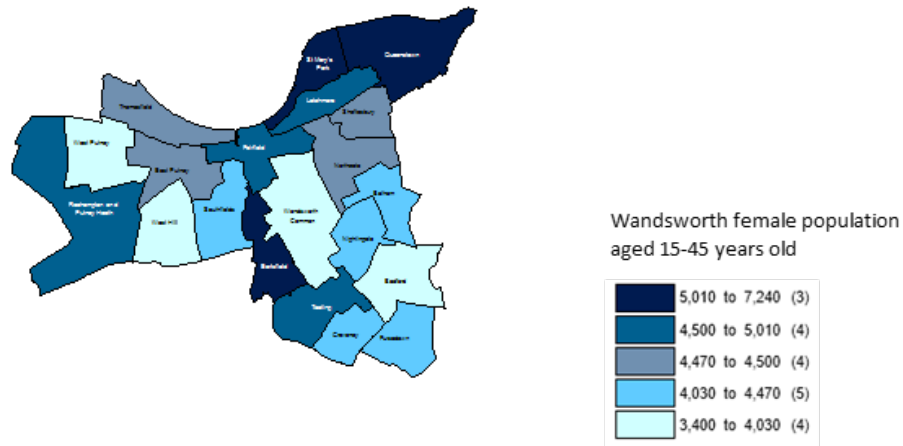 Queenstown
St Mary's
Park
Latchmere
Shaftesbury
Thamesfield
Fairfield
West Putney
East Putney
Northcote
Balham
Roehampton and
Putney Heath
Southfields
Wandsworth
Common
West Hill
Nightingale
Earlsfield
Bedford
Tooting
Graveney
Furzedown
Wandsworth female population
aged 15-45 years old
5,010 to 7,240 (3)
4,500 to 5,010 (4)
4,470 to 4,500 (4)
4,030 to 4,470 (5)
3,400 to 4,030 (4)